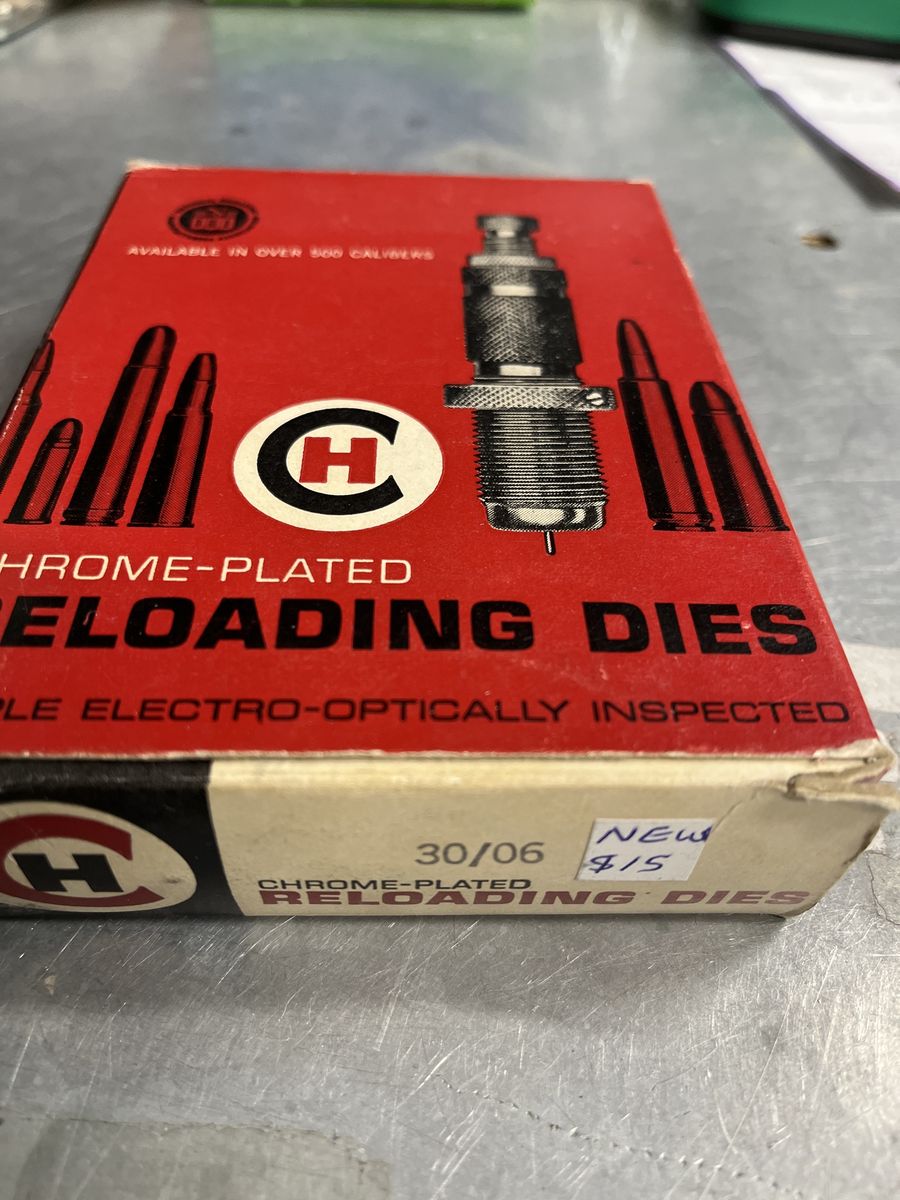 AVAILABLE IN OVER 500 CALIBERS
CH
HROME-PLATED
ELOADING DIES
PLE ELECTRO-OPTICALLY INSPECTED
CH
30/06
NEW
$15
CHROME-PLATED
RELOADING DIES